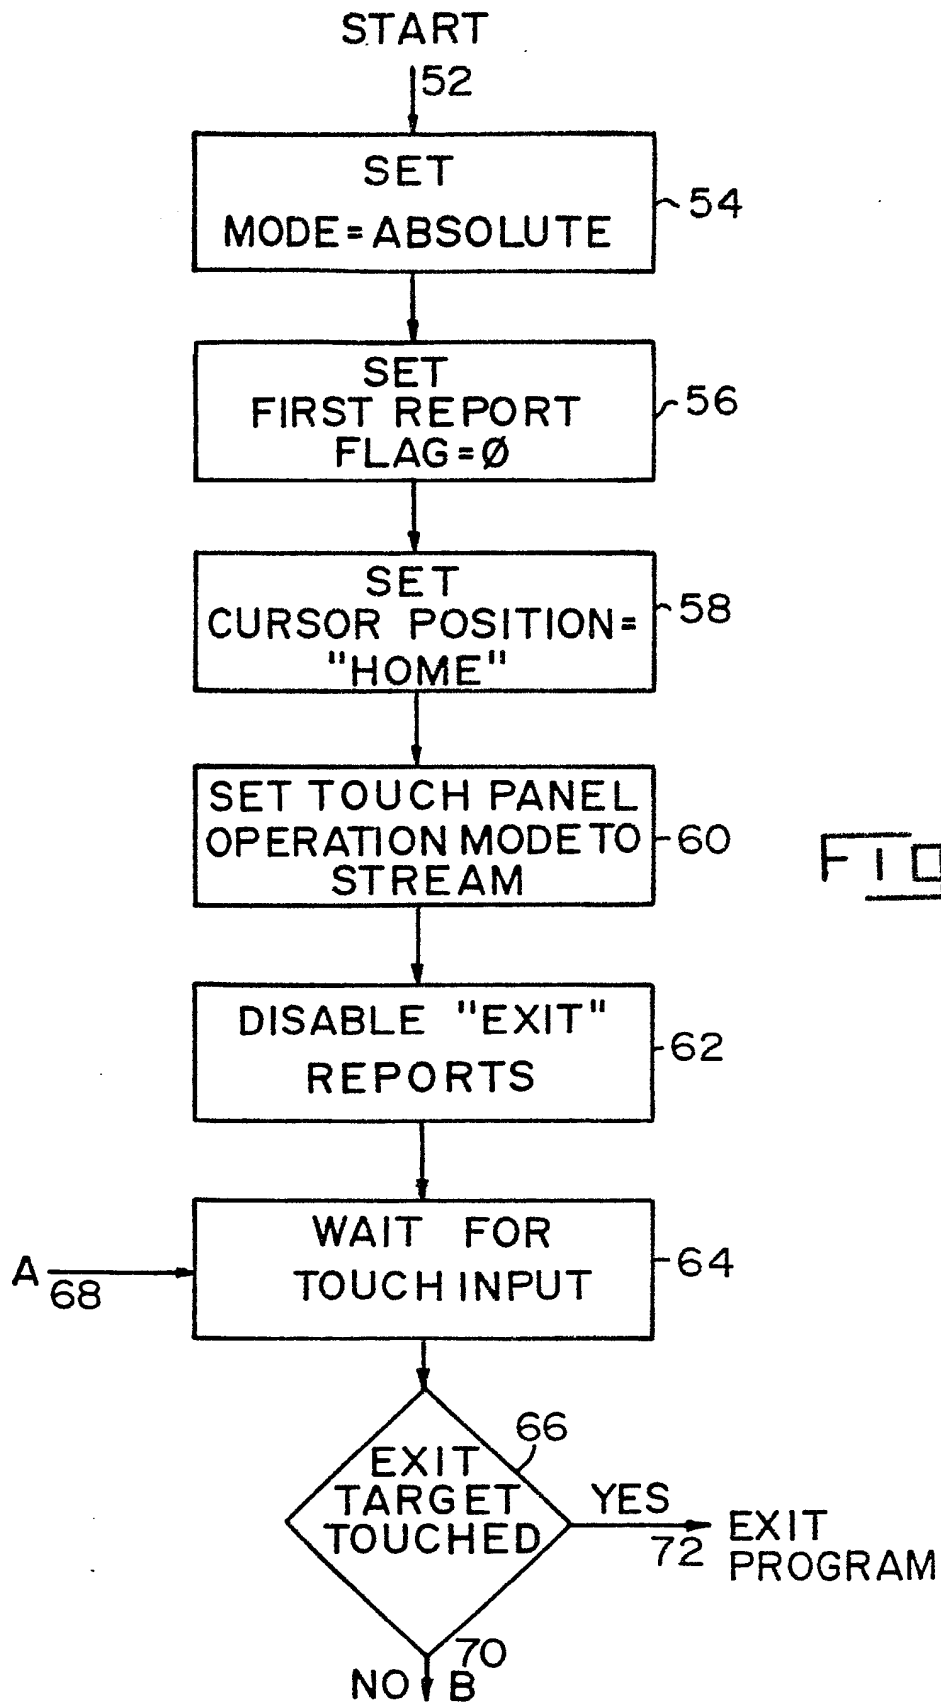 START
52
SET
MODE=ABSOLUTE
54
SET
FIRST REPORT
FLAG=Ø
56
SET
CURSOR POSITION=
"HOME"
58
SET TOUCH PANEL
OPERATION MODE TO
STREAM
60
DISABLE "EXIT"
REPORTS
62
WAIT FOR
TOUCH INPUT
64
A
68
66
EXIT
TARGET
TOUCHED
YES
72
EXIT
PROGRAM
70
NO
B